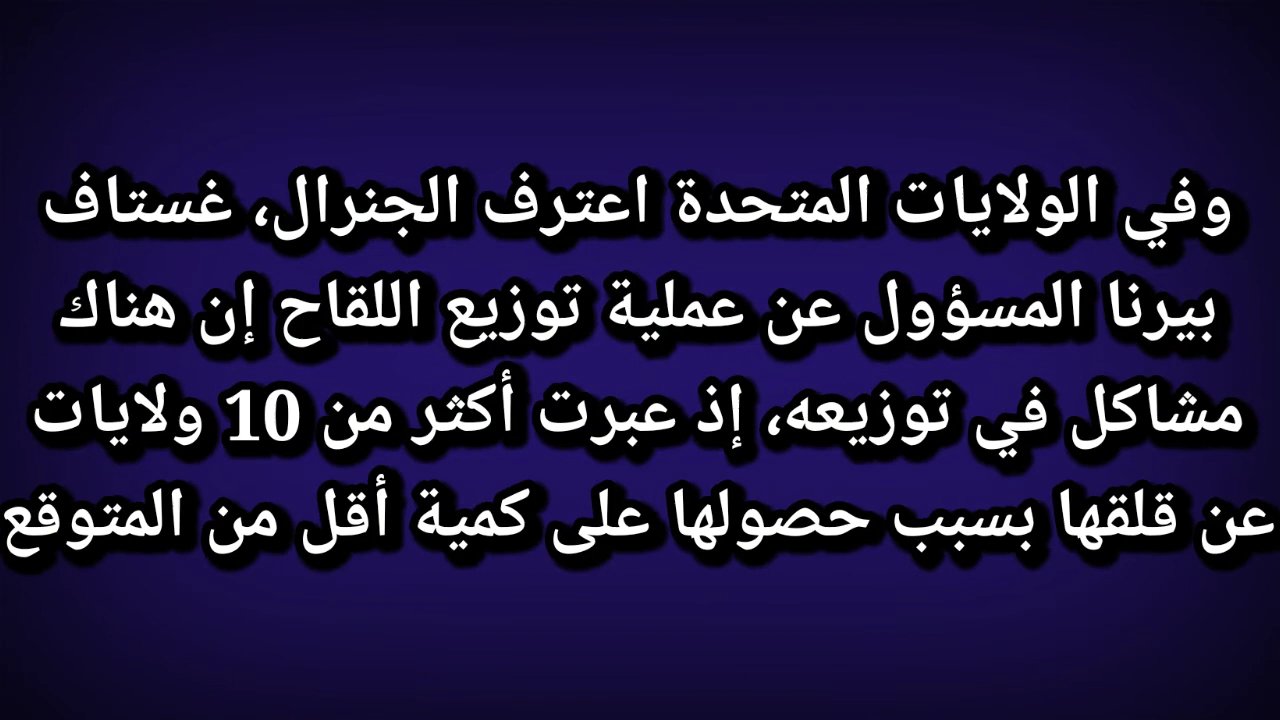 وفي الولايات المتحدة اعترف الجنرال، غستاف
بيرنا المسؤول عن عملية توزيع اللقاح إن هناك
مشاكل في توزيعه، إذ عبرت أكثر من 10 ولايات
عن قلقها بسبب حصولها على كمية أقل من المتوقع